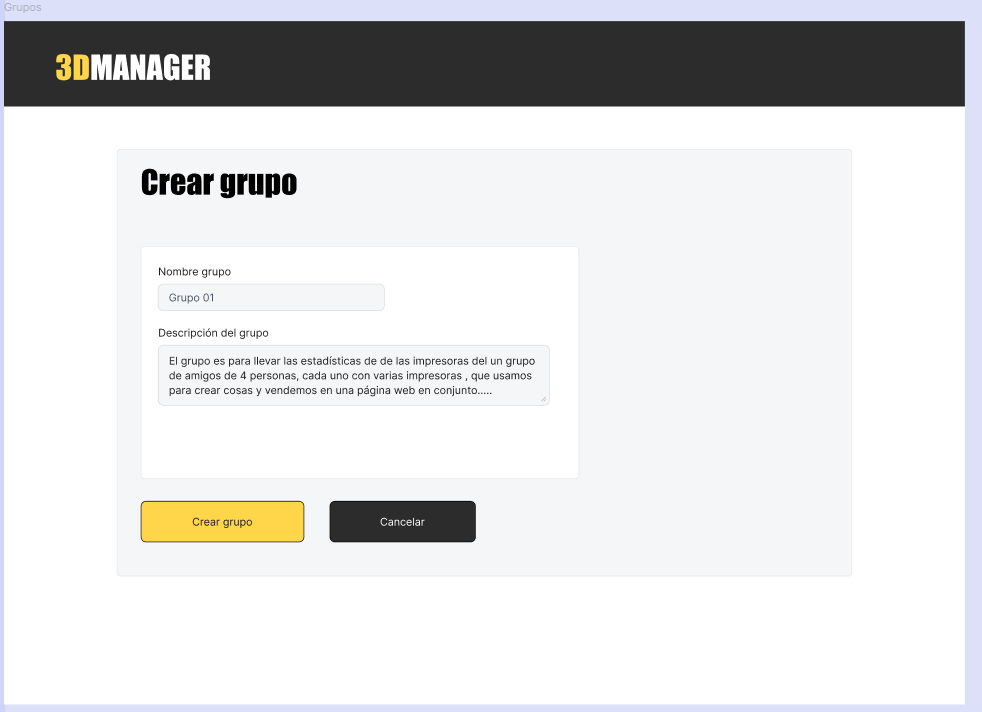 Grupos
3DMANAGER
Crear grupo
Nombre grupo
Grupo 01
Descripción del grupo
El grupo es para llevar las estadísticas de de las impresoras del un grupo
de amigos de 4 personas, cada uno con varias impresoras , que usamos
para crear cosas y vendemos en una página web en conjunto.....
Crear grupo
Cancelar